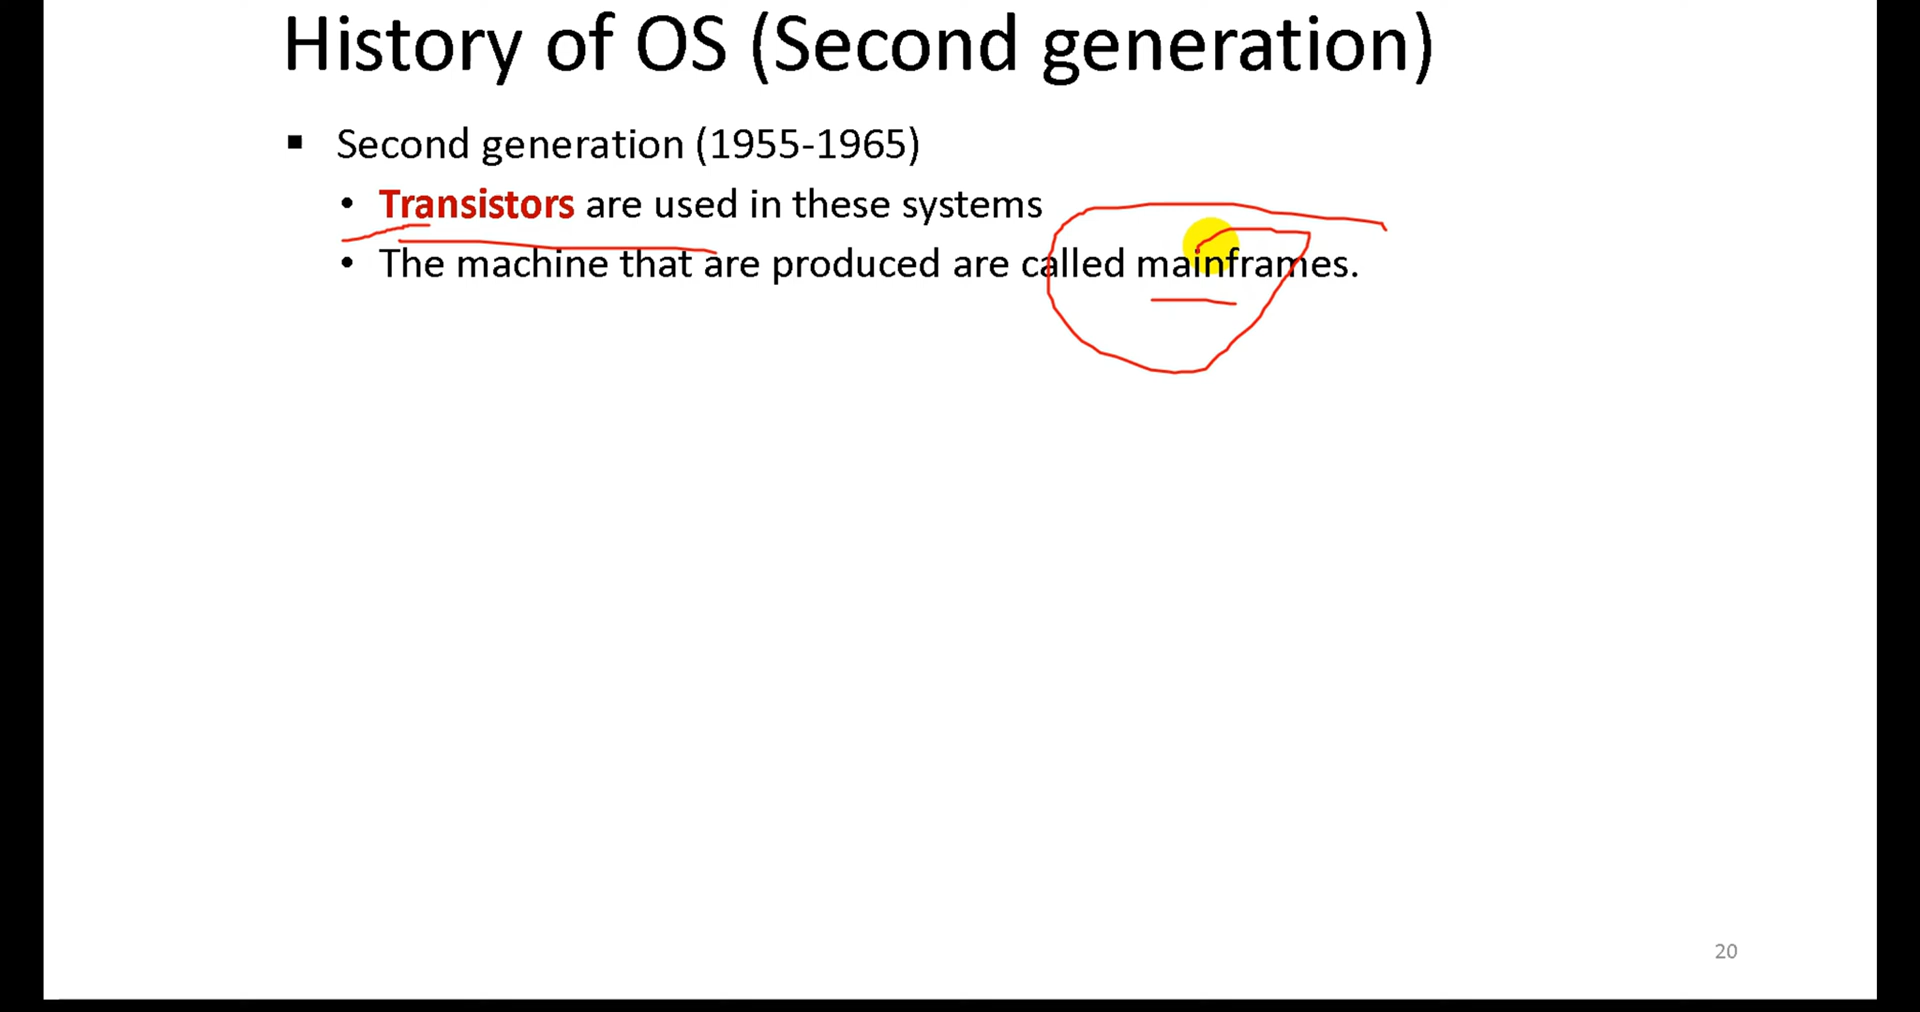 History of OS (Second generation)
▪ Second generation (1955-1965)
• Transistors are used in these systems
• The machine that are produced are called mainframes.
20